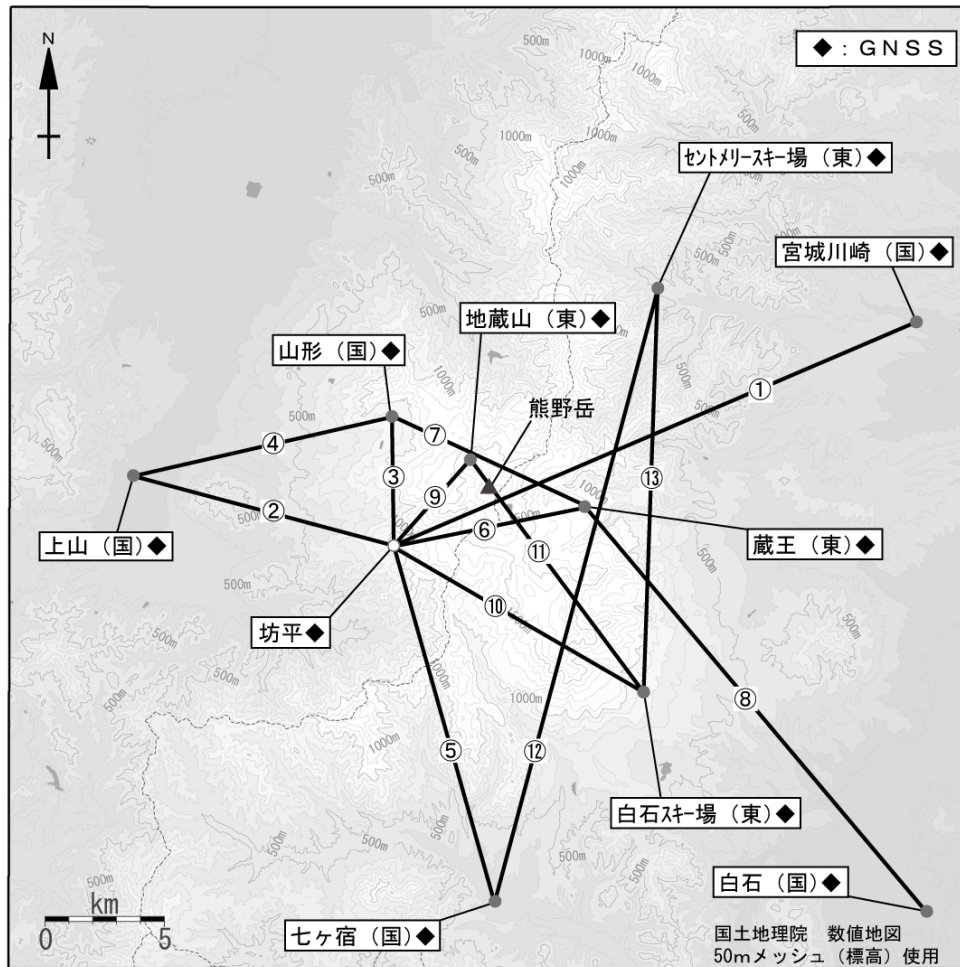 N
◆：ＧＮＳＳ
セントメリースキー場（東）◆
宮城川崎（国）◆
地蔵山（東）◆
山形（国）◆
熊野岳
①
④
⑦
③
⑨
⑬
②
⑥
上山（国）◆
蔵王（東）◆
⑪
⑩
坊平◆
⑧
⑤
⑫
白石スキー場（東）◆
白石（国）◆
km
0 5
七ヶ宿（国）◆
国土地理院　数値地図
50mメッシュ（標高）使用
500m
1000m